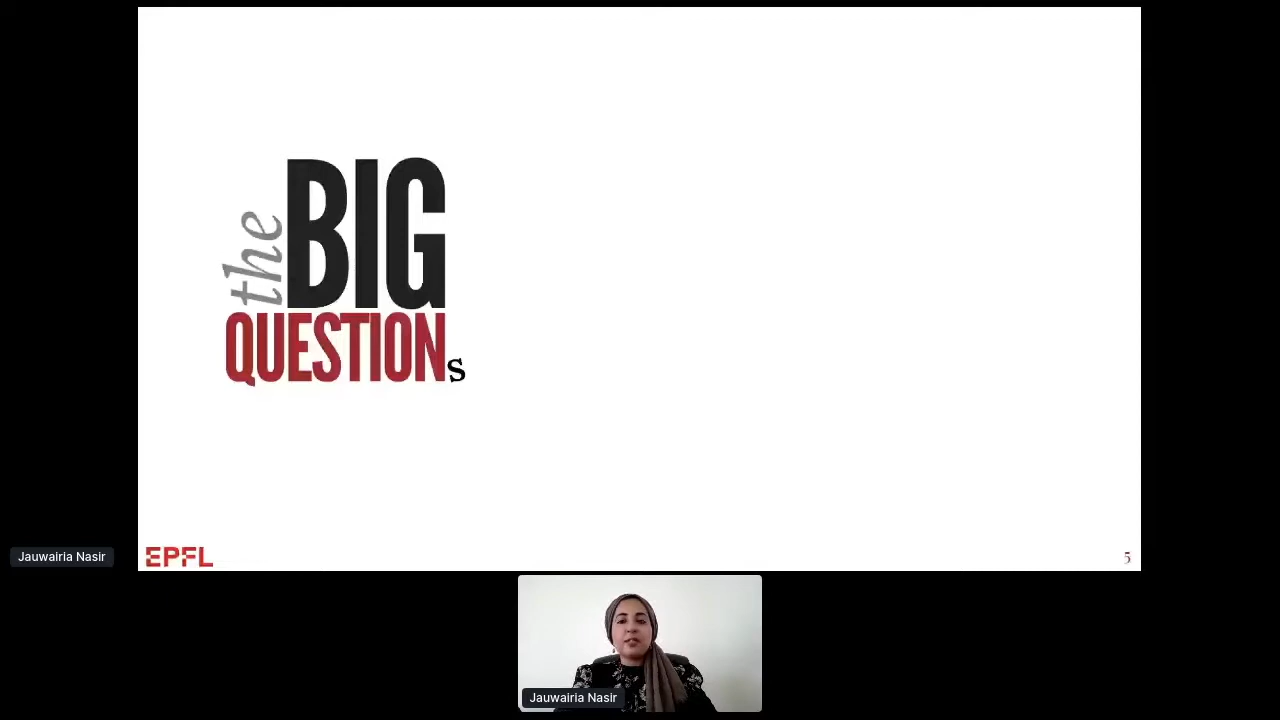 the
BIG
QUESTIONs
Jauwairia Nasir
EPFL
5
Jauwairia Nasir